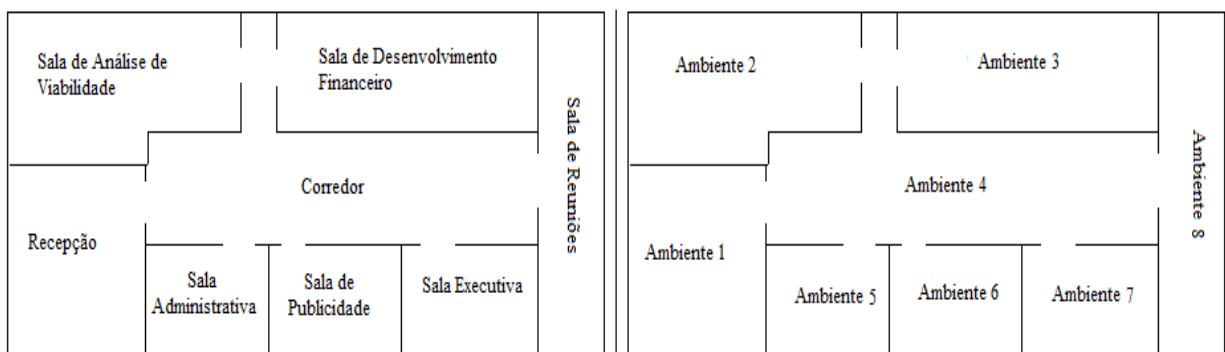 Sala de Análise de
Viabilidade
Sala de Desenvolvimento
Financeiro
Sala de Reuniões
Corredor
Recepção
Sala
Administrativa
Sala de
Publicidade
Sala Executiva
Ambiente 2
Ambiente 3
Ambiente 8
Ambiente 4
Ambiente 1
Ambiente 5
Ambiente 6
Ambiente 7